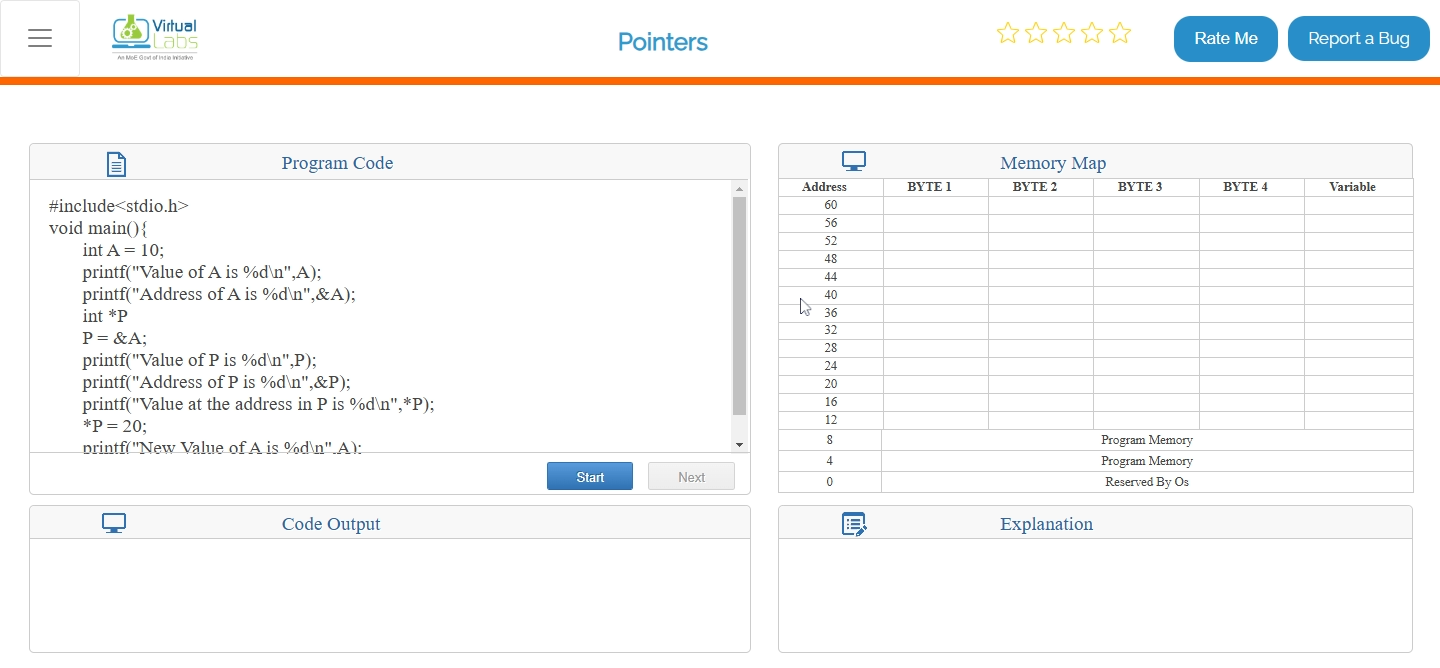 Virtual
Labs
An MoE Govt of India Initiative
Pointers
Rate Me
Report a Bug
Program Code
#include<stdio.h>
void main(){
int A = 10;
printf("Value of A is %d\n",A);
printf("Address of A is %d\n",&A);
int *P
P = &A;
printf("Value of P is %d\n",P);
printf("Address of P is %d\n",&P);
printf("Value at the address in P is %d\n",*P);
*P = 20;
printf("New Value of A is %d\n",A);
Start
Next
Memory Map
Address BYTE 1 BYTE 2 BYTE 3 BYTE 4 Variable
60
56
52
48
44
40
36
32
28
24
20
16
12
8 Program Memory
4 Program Memory
0 Reserved By Os
Code Output
Explanation